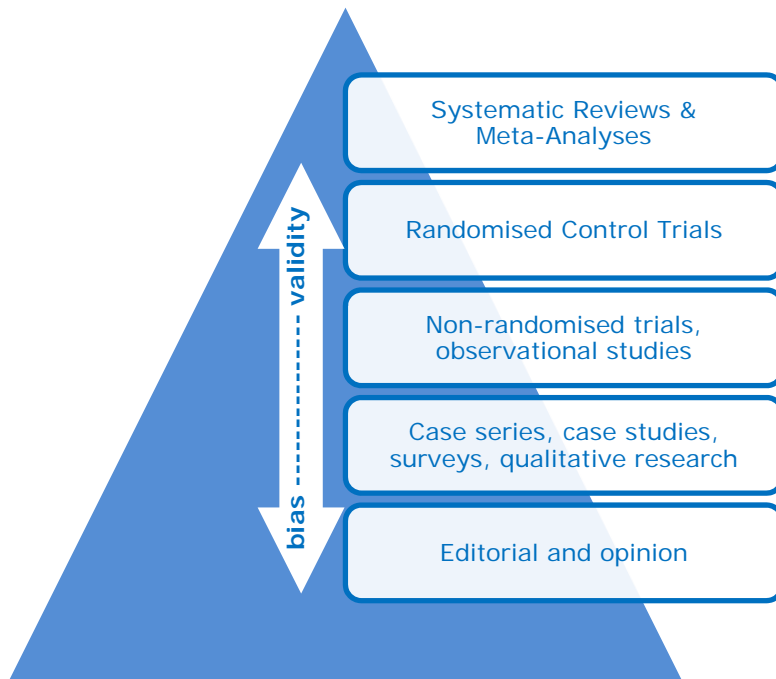 Systematic Reviews &
Meta-Analyses
Randomised Control Trials
Non-randomised trials,
observational studies
Case series, case studies,
surveys, qualitative research
Editorial and opinion
bias --------------- validity